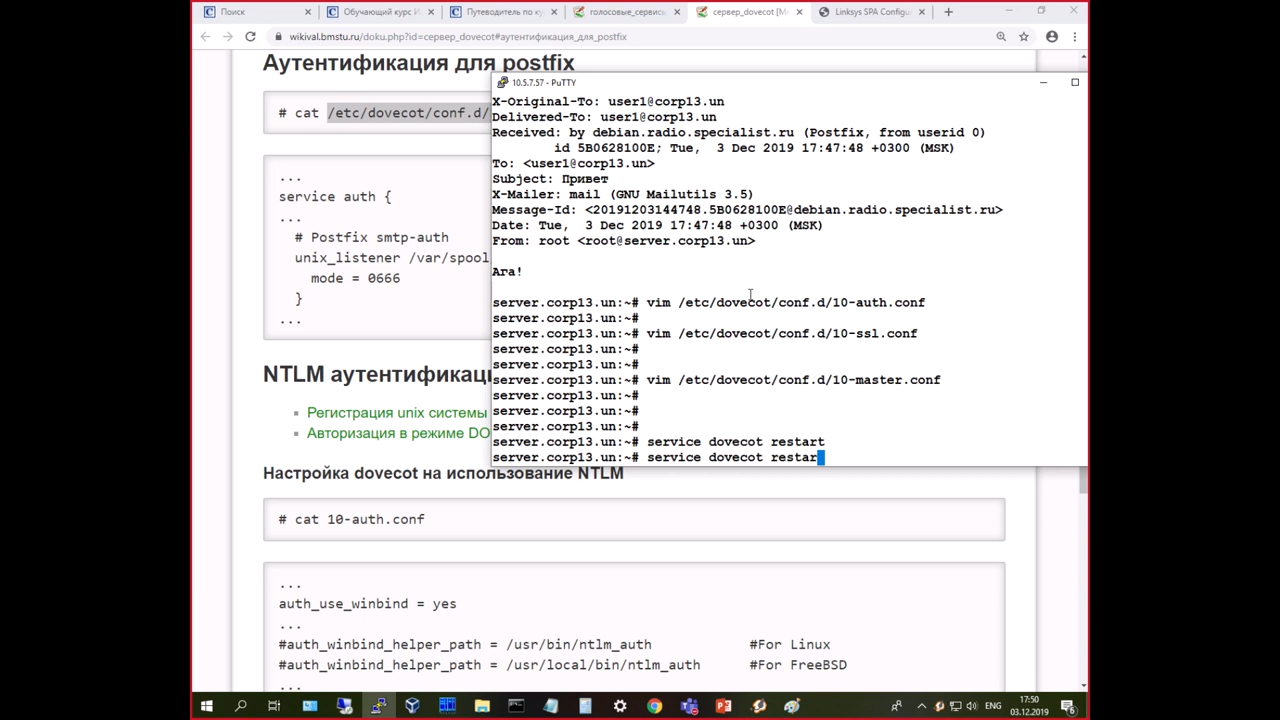 Поиск
Обучающий курс И
Путеводитель по ку
голосовые_сервисы
сервер_dovecot [М
Linksys SPA Configur
wikival.bmstu.ru/doku.php?id=сервер_dovecot#аутентификация_для_postfix
Аутентификация для postfix
# cat /etc/dovecot/conf.d/
...
service auth {
...
# Postfix smtp-auth
unix_listener /var/spool
mode = 0666
}
...
NTLM аутентификаци
Регистрация unix системы
Авторизация в режиме DO
Настройка dovecot на использование NTLM
# cat 10-auth.conf
...
auth_use_winbind = yes
...
#auth_winbind_helper_path = /usr/bin/ntlm_auth #For Linux
#auth_winbind_helper_path = /usr/local/bin/ntlm_auth #For FreeBSD
...
10.5.7.57 - PuTTY
X-Original-To: user1@corp13.un
Delivered-To: user1@corp13.un
Received: by debian.radio.specialist.ru (Postfix, from userid 0)
id 5B0628100E; Tue, 3 Dec 2019 17:47:48 +0300 (MSK)
To: <user1@corp13.un>
Subject: Привет
X-Mailer: mail (GNU Mailutils 3.5)
Message-Id: <20191203144748.5B0628100E@debian.radio.specialist.ru>
Date: Tue, 3 Dec 2019 17:47:48 +0300 (MSK)
From: root <root@server.corp13.un>
Ага!
server.corp13.un:~# vim /etc/dovecot/conf.d/10-auth.conf
server.corp13.un:~#
server.corp13.un:~# vim /etc/dovecot/conf.d/10-ssl.conf
server.corp13.un:~#
server.corp13.un:~#
server.corp13.un:~# vim /etc/dovecot/conf.d/10-master.conf
server.corp13.un:~#
server.corp13.un:~#
server.corp13.un:~#
server.corp13.un:~# service dovecot restart
server.corp13.un:~# service dovecot restar
ENG
17:50
03.12.2019